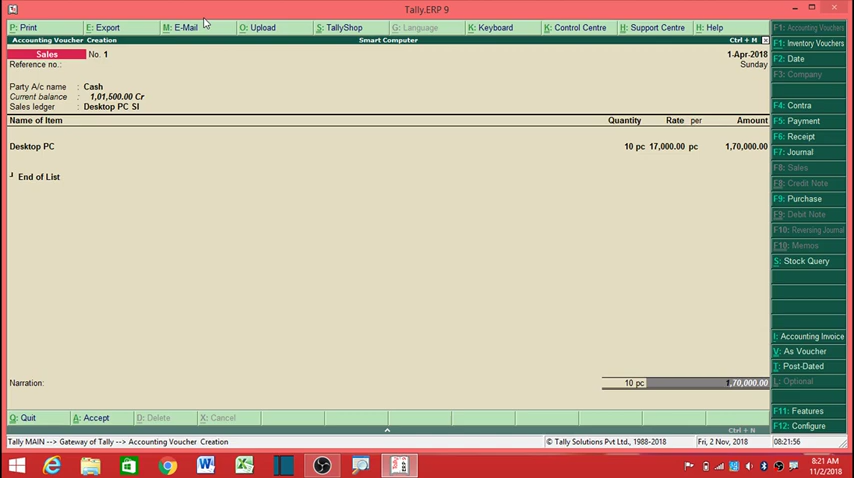 Tally.ERP 9
P: Print E: Export M: E-Mail O: Upload S: TallyShop G: Language K: Keyboard K: Control Centre H: Support Centre H: Help
Accounting Voucher Creation Smart Computer Ctrl + M
Sales No. 1 1-Apr-2018
Reference no.: Sunday
Party A/c name : Cash
Current balance : 1,01,500.00 Cr
Sales ledger : Desktop PC SI
Name of Item Quantity Rate per Amount
Desktop PC 10 pc 17,000.00 pc 1,70,000.00
End of List
Narration: 10 pc 1,70,000.00
Q: Quit A: Accept D: Delete X: Cancel
Ctrl + N
Tally MAIN --> Gateway of Tally --> Accounting Voucher Creation © Tally Solutions Pvt Ltd., 1988-2018 Fri, 2 Nov, 2018 08:21:56
F1: Accounting Vouchers
F1: Inventory Vouchers
F2: Date
F3: Company
F4: Contra
F5: Payment
F6: Receipt
F7: Journal
F8: Sales
F8: Credit Note
F9: Purchase
F9: Debit Note
F10: Reversing Journal
F10: Memos
S: Stock Query
I: Accounting Invoice
V: As Voucher
T: Post-Dated
L: Optional
F11: Features
F12: Configure
8:21 AM
11/2/2018